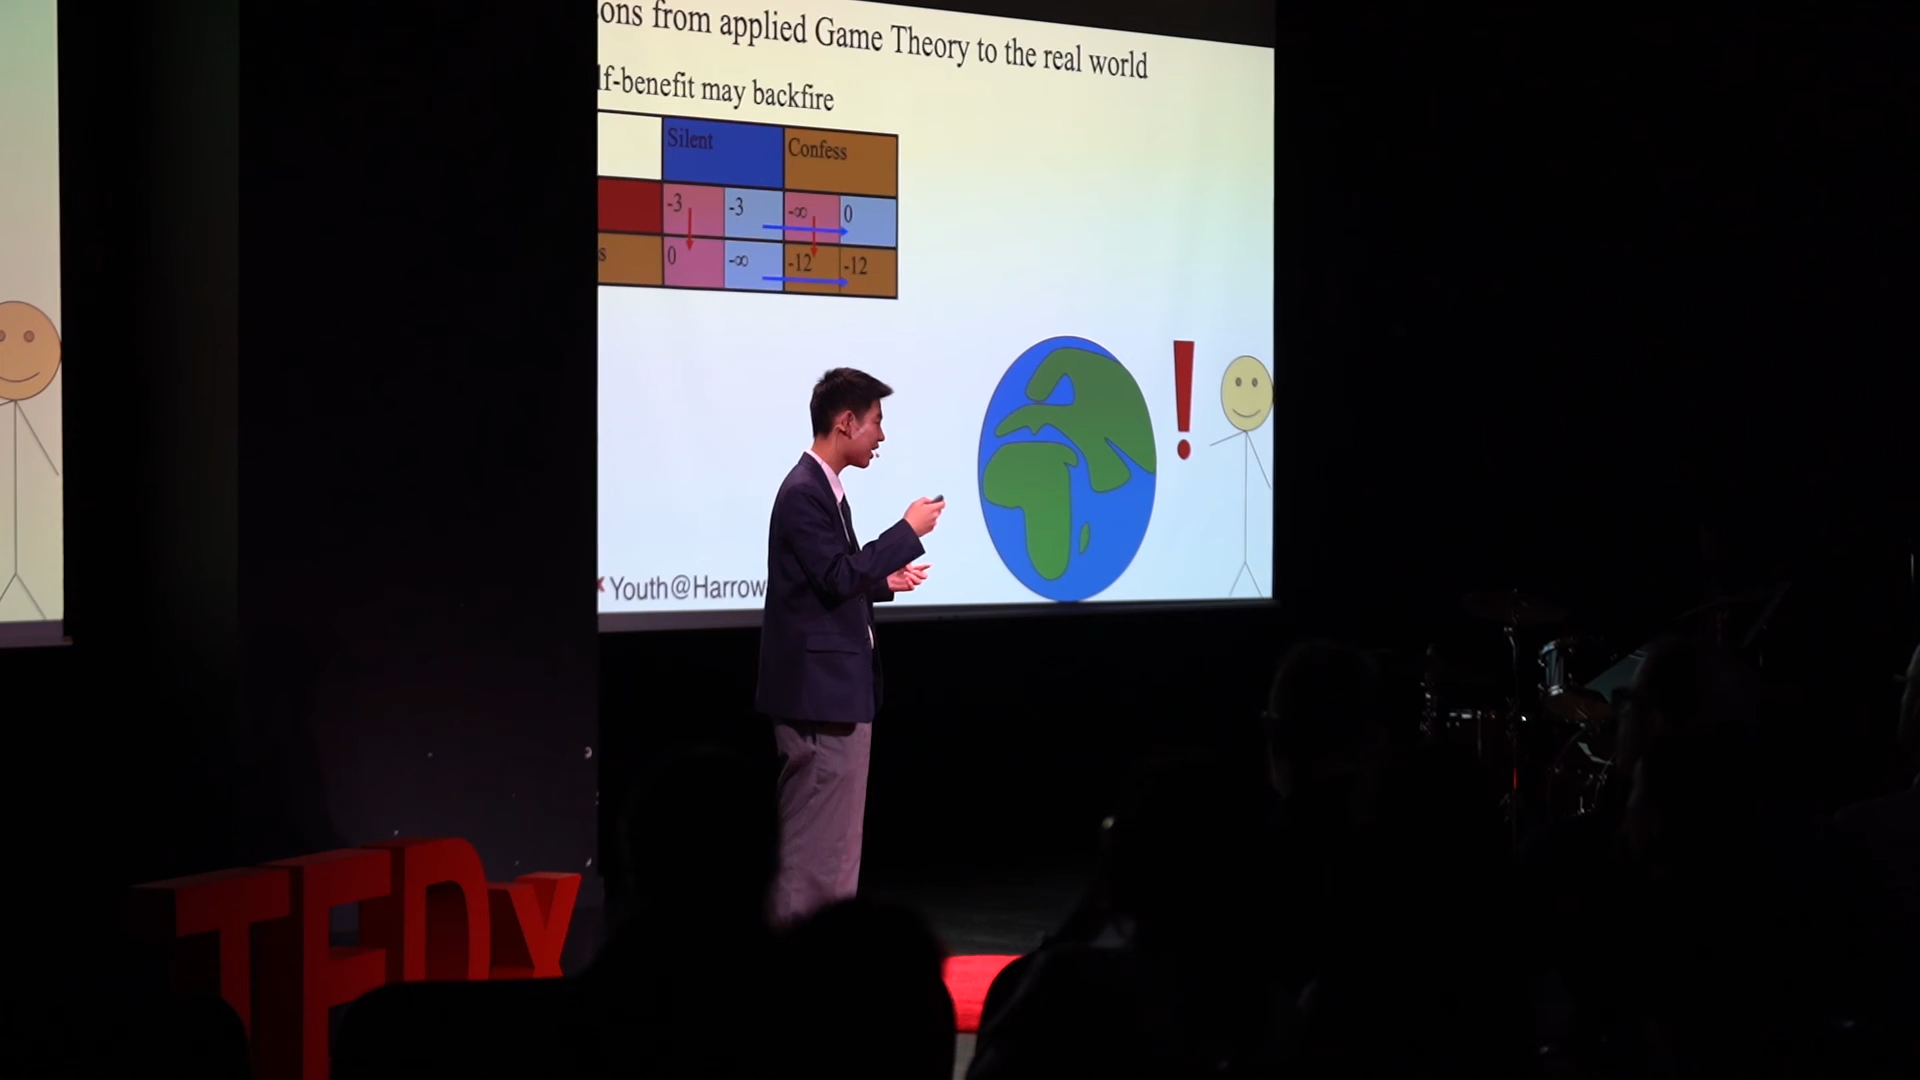 ons from applied Game Theory to the real world
lf-benefit may backfire
Silent Confess
-3 -3 -∞ 0
s 0 -∞ -12 -12
Youth@Harrow
TEDx